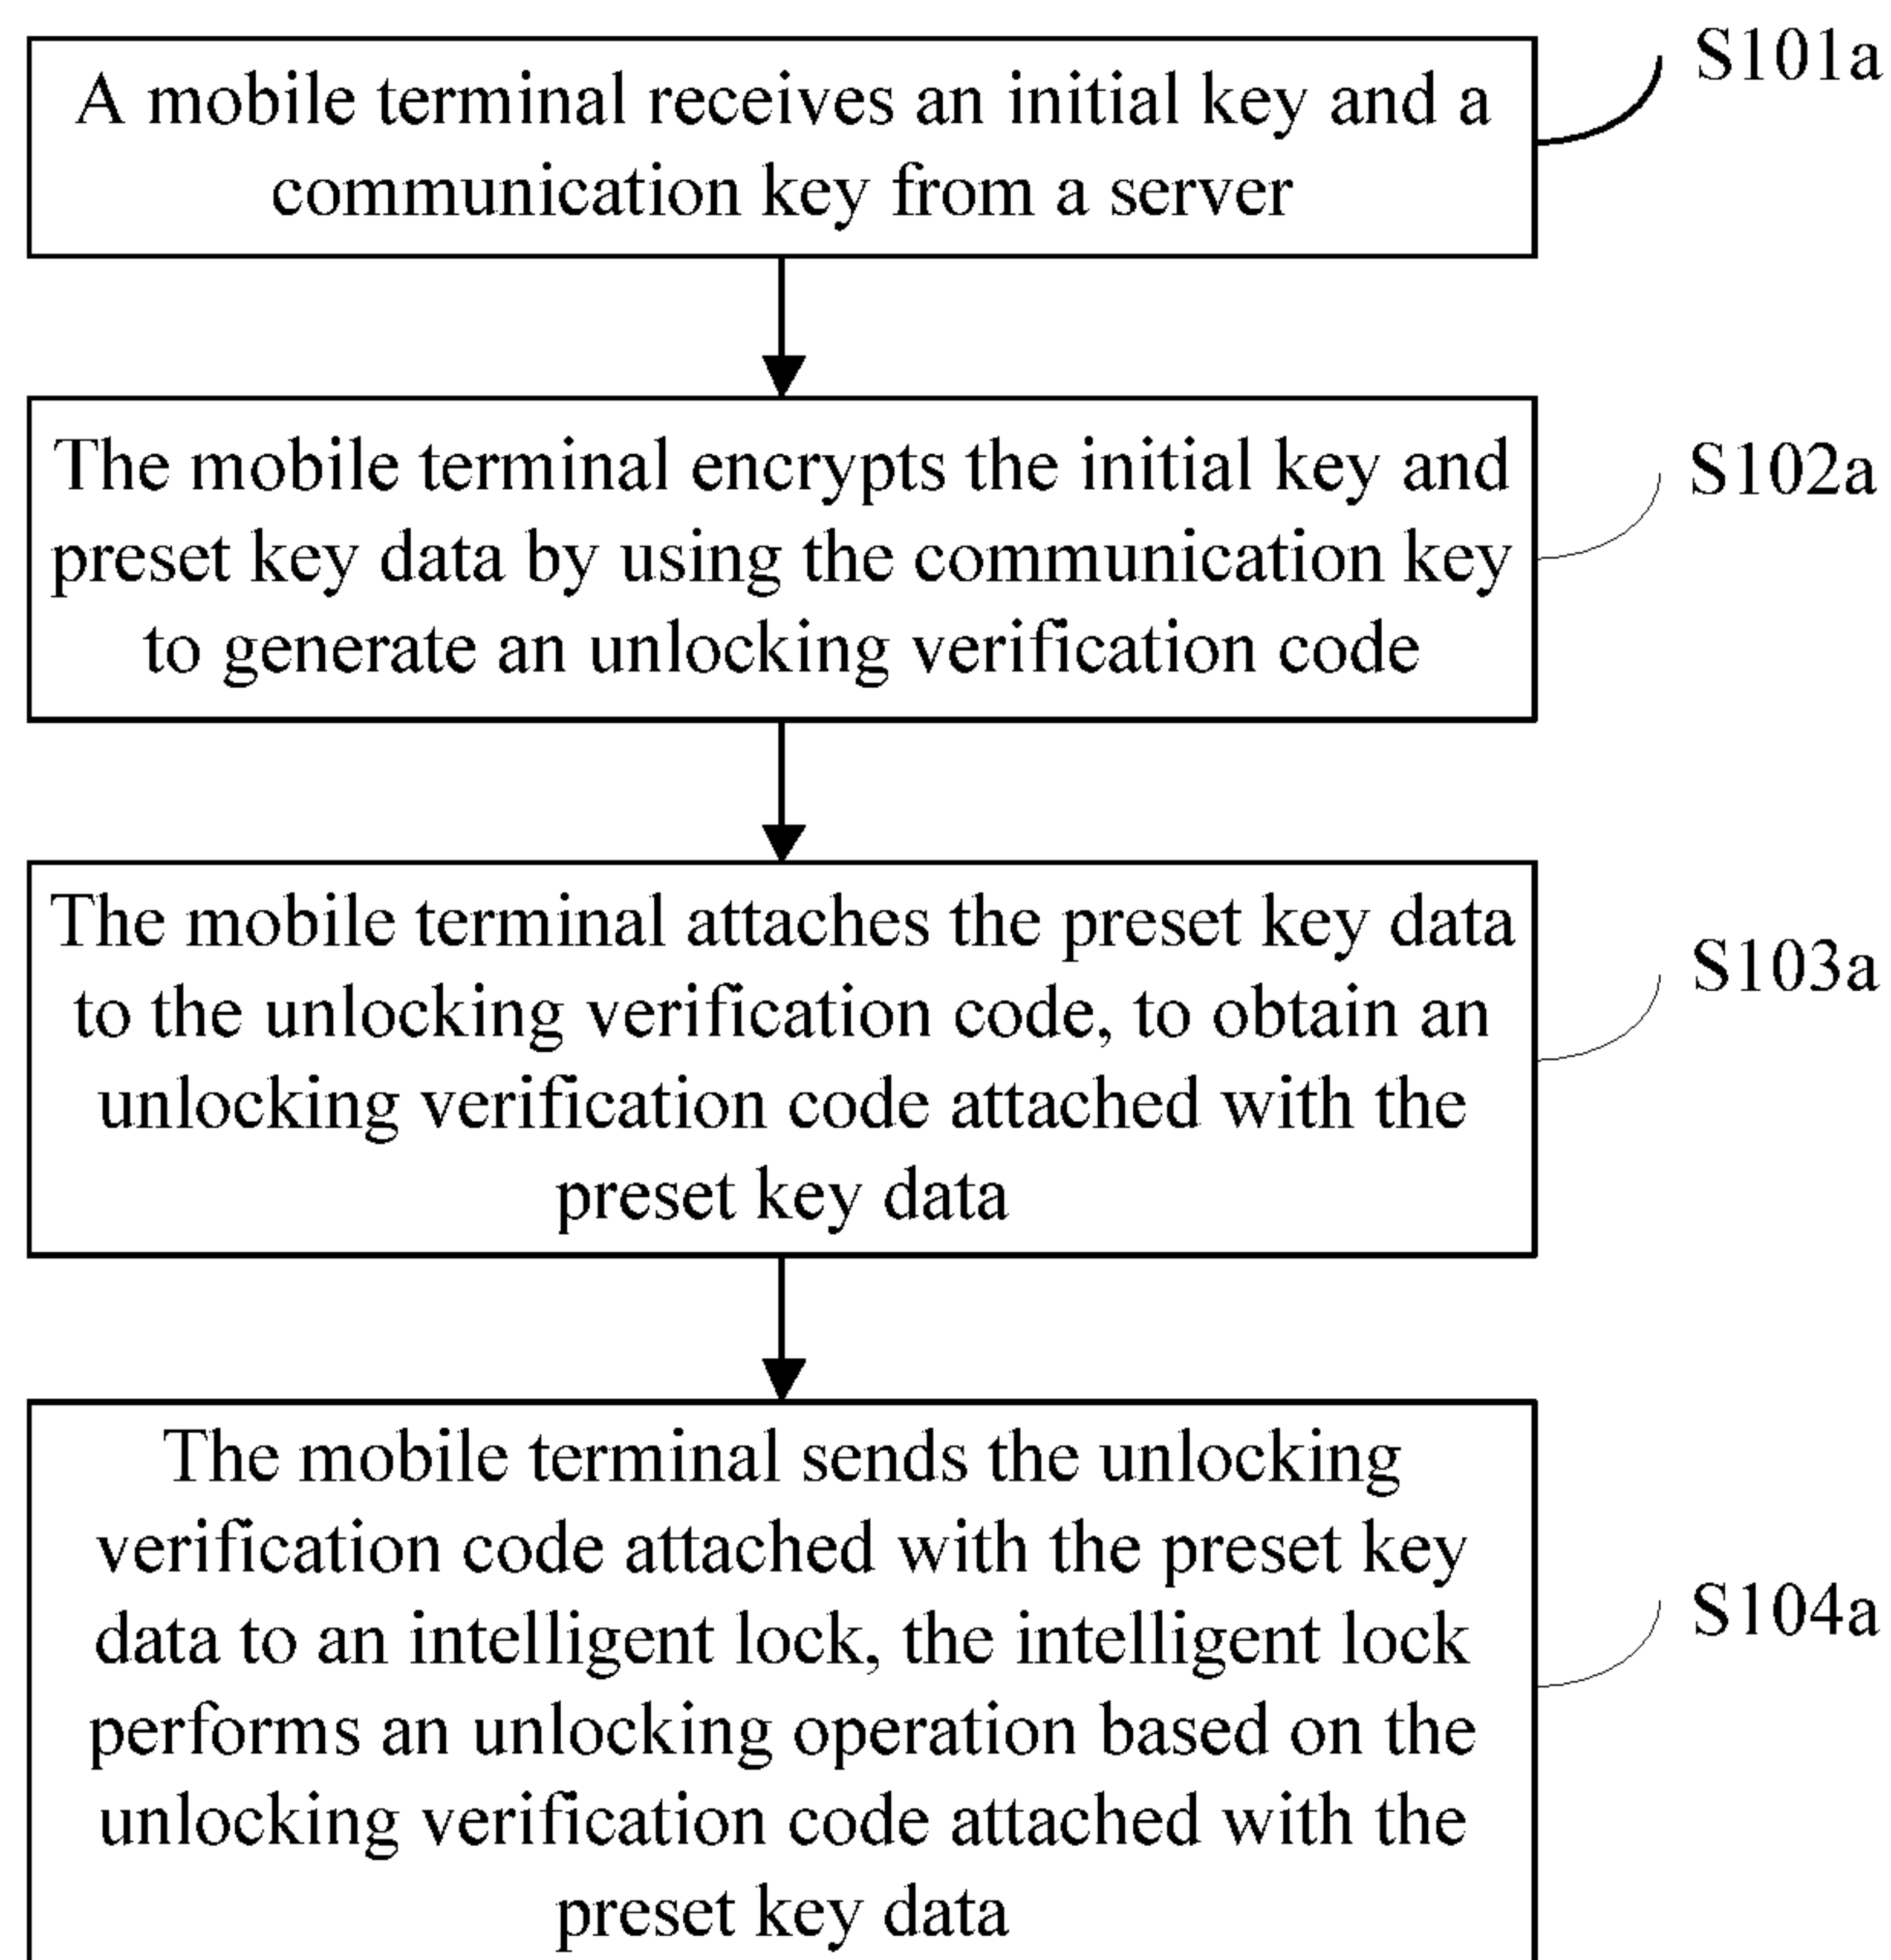 A mobile terminal receives an initial key and a
communication key from a server
S101a
The mobile terminal encrypts the initial key and
preset key data by using the communication key
to generate an unlocking verification code
S102a
The mobile terminal attaches the preset key data
to the unlocking verification code, to obtain an
unlocking verification code attached with the
preset key data
S103a
The mobile terminal sends the unlocking
verification code attached with the preset key
data to an intelligent lock, the intelligent lock
performs an unlocking operation based on the
unlocking verification code attached with the
preset key data
S104a